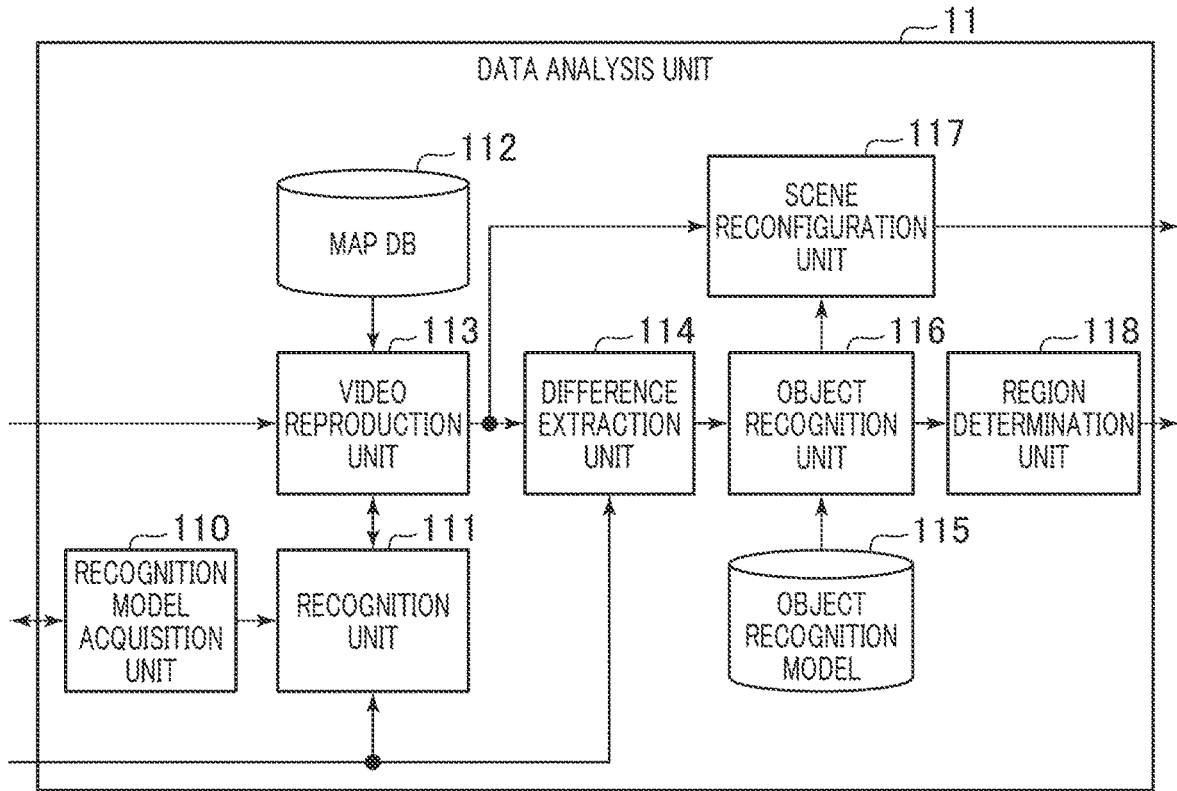 11
DATA ANALYSIS UNIT
112
MAP DB
117
SCENE
RECONFIGURATION
UNIT
113
VIDEO
REPRODUCTION
UNIT
114
DIFFERENCE
EXTRACTION
UNIT
116
OBJECT
RECOGNITION
UNIT
118
REGION
DETERMINATION
UNIT
110
RECOGNITION
MODEL
ACQUISITION
UNIT
111
RECOGNITION
UNIT
115
OBJECT
RECOGNITION
MODEL